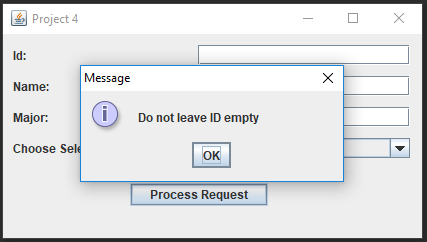 Project 4
Id:
Message
Name:
Do not leave ID empty
Major:
Choose Sele
OK
Process Request